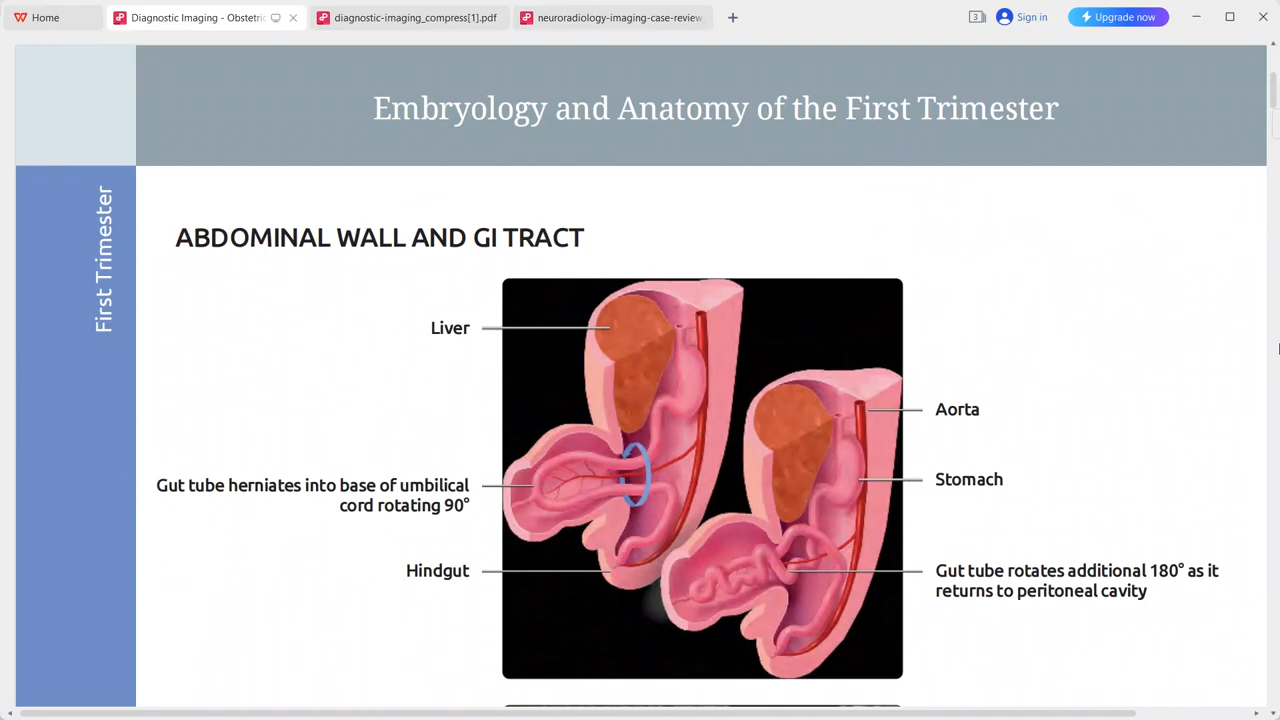 Home
Diagnostic Imaging - Obstetric
diagnostic-imaging_compress[1].pdf
neuroradiology-imaging-case-review
3
Sign in
Upgrade now
Embryology and Anatomy of the First Trimester
First Trimester
ABDOMINAL WALL AND GI TRACT
Liver
Aorta
Gut tube herniates into base of umbilical
cord rotating 90°
Stomach
Hindgut
Gut tube rotates additional 180° as it
returns to peritoneal cavity